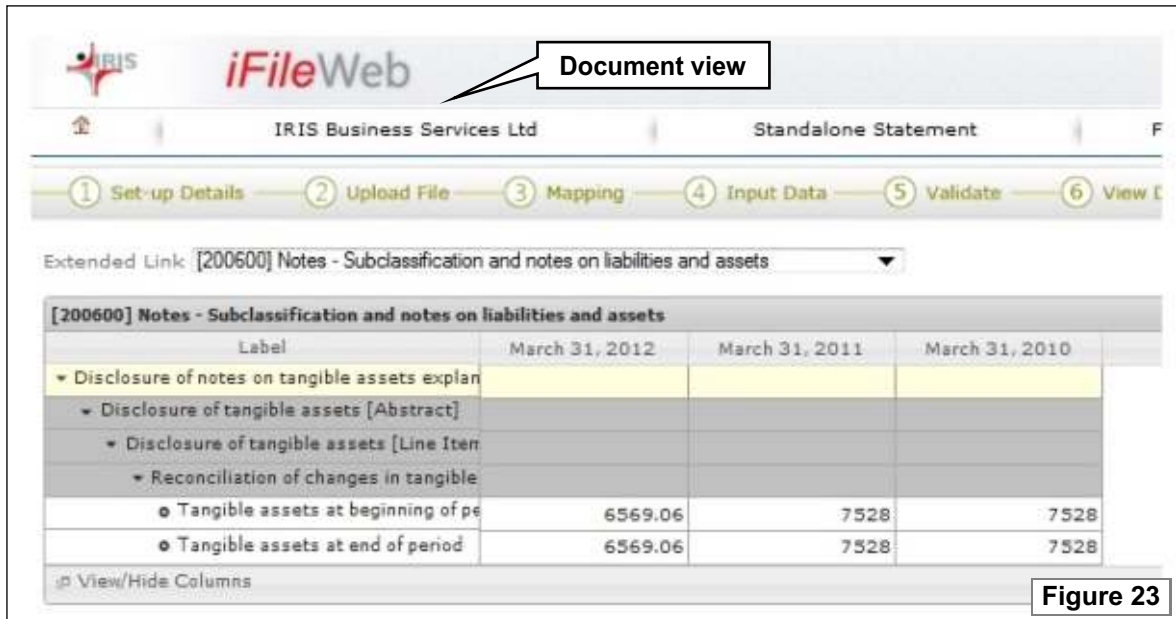 IRIS iFileWeb Document view
IRIS Business Services Ltd Standalone Statement F
1 Set-up Details 2 Upload File 3 Mapping 4 Input Data 5 Validate 6 View D
Extended Link [200600] Notes - Subclassification and notes on liabilities and assets
[200600] Notes - Subclassification and notes on liabilities and assets
Label March 31, 2012 March 31, 2011 March 31, 2010
Disclosure of notes on tangible assets explan
Disclosure of tangible assets [Abstract]
Disclosure of tangible assets [Line Item
Reconciliation of changes in tangible
Tangible assets at beginning of pe 6569.06 7528 7528
Tangible assets at end of period 6569.06 7528 7528
View/Hide Columns
Figure 23